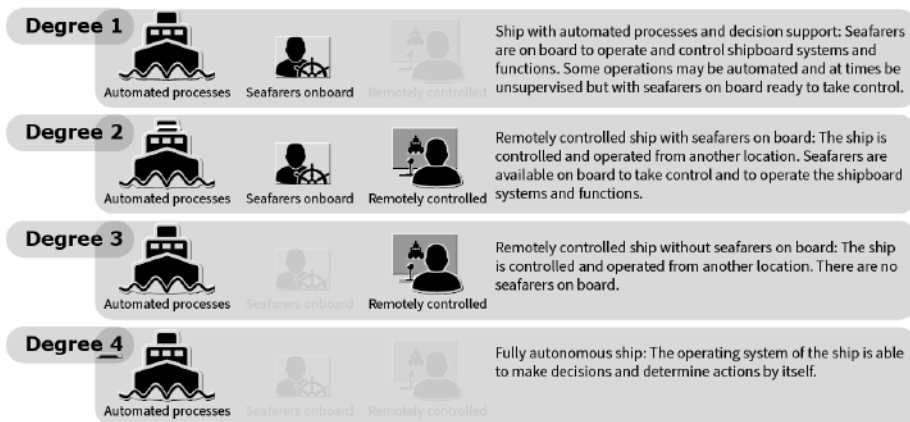 Degree 1
Automated processes
Seafarers onboard
Remotely controlled
Ship with automated processes and decision support: Seafarers
are on board to operate and control shipboard systems and
functions. Some operations may be automated and at times be
unsupervised but with seafarers on board ready to take control.
Degree 2
Automated processes
Seafarers onboard
Remotely controlled
Remotely controlled ship with seafarers on board: The ship is
controlled and operated from another location. Seafarers are
available on board to take control and to operate the shipboard
systems and functions.
Degree 3
Automated processes
Seafarers onboard
Remotely controlled
Remotely controlled ship without seafarers on board: The ship
is controlled and operated from another location. There are no
seafarers on board.
Degree 4
Automated processes
Seafarers onboard
Remotely controlled
Fully autonomous ship: The operating system of the ship is able
to make decisions and determine actions by itself.